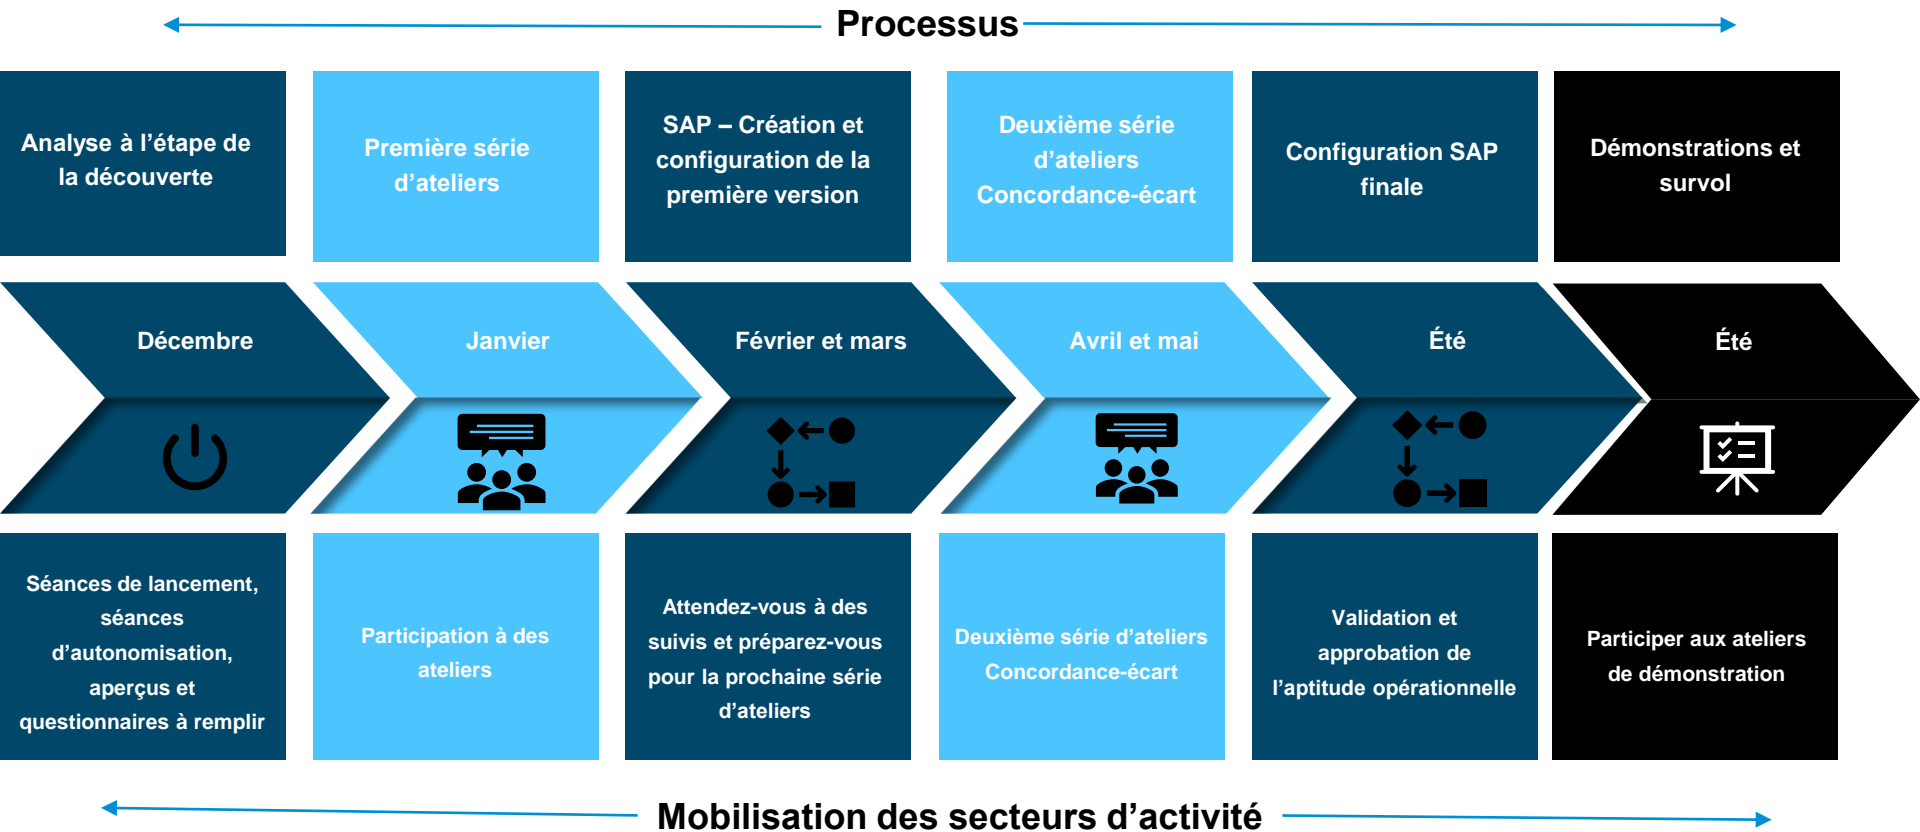 Processus
Analyse à l’étape de
la découverte
Première série
d’ateliers
SAP – Création et
configuration de la
première version
Deuxième série
d’ateliers
Concordance-écart
Configuration SAP
finale
Démonstrations et
survol
Décembre
Janvier
Février et mars
Avril et mai
Été
Été
Séances de lancement,
séances
d’autonomisation,
aperçus et
questionnaires à remplir
Participation à des
ateliers
Attendez-vous à des
suivis et préparez-vous
pour la prochaine série
d’ateliers
Deuxième série d’ateliers
Concordance-écart
Validation et
approbation de
l’aptitude opérationnelle
Participer aux ateliers
de démonstration
Mobilisation des secteurs d’activité